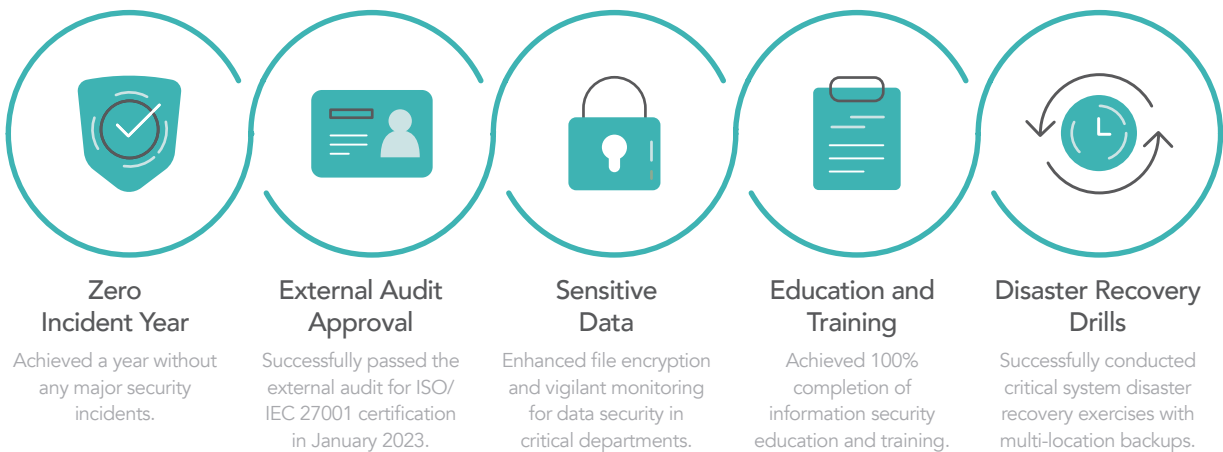 Zero
Incident Year
Achieved a year without
any major security
incidents.
External Audit
Approval
Successfully passed the
external audit for ISO/
IEC 27001 certification
in January 2023.
Sensitive
Data
Enhanced file encryption
and vigilant monitoring
for data security in
critical departments.
Education and
Training
Achieved 100%
completion of
information security
education and training.
Disaster Recovery
Drills
Successfully conducted
critical system disaster
recovery exercises with
multi-location backups.